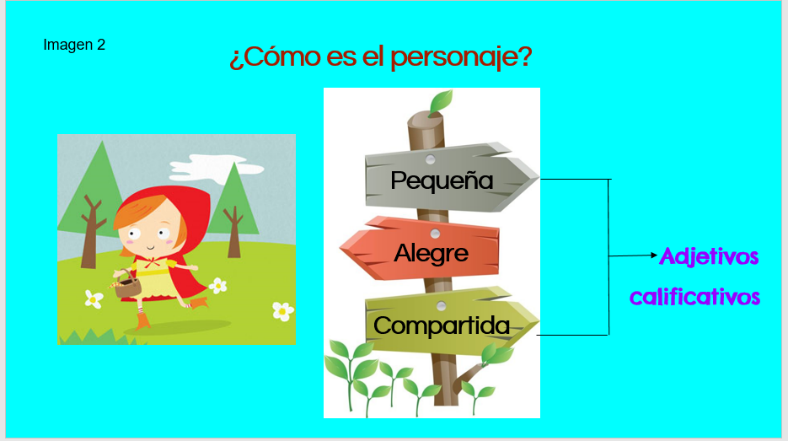 Imagen 2
¿Cómo es el personaje?
Pequeña
Alegre
Compartida
Adjetivos
calificativos